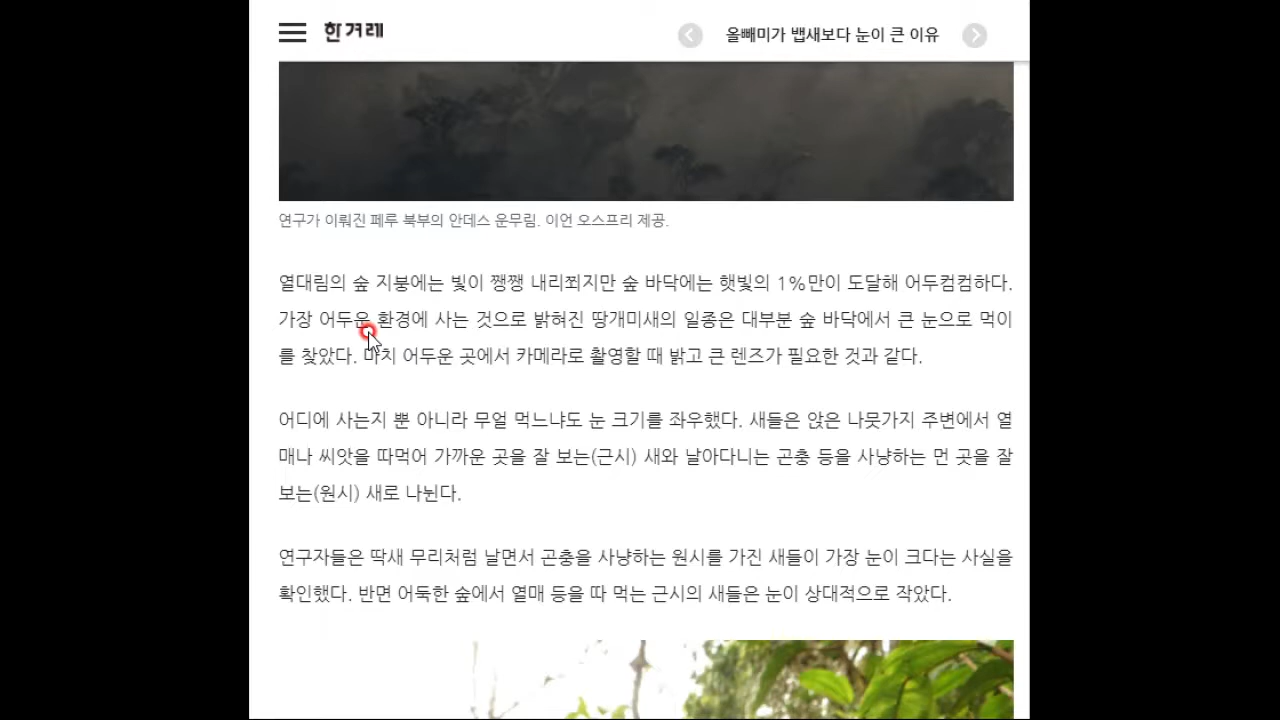 한겨레
올빼미가 뱁새보다 눈이 큰 이유
연구가 이뤄진 페루 북부의 안데스 운무림. 이언 오스프리 제공.
열대림의 숲 지붕에는 빛이 쨍쨍 내리쬐지만 숲 바닥에는 햇빛의 1%만이 도달해 어두컴컴하다.
가장 어두운 환경에 사는 것으로 밝혀진 땅개미새의 일종은 대부분 숲 바닥에서 큰 눈으로 먹이
를 찾았다. 마치 어두운 곳에서 카메라로 촬영할 때 밝고 큰 렌즈가 필요한 것과 같다.
어디에 사는지 뿐 아니라 무얼 먹느냐도 눈 크기를 좌우했다. 새들은 앉은 나뭇가지 주변에서 열
매나 씨앗을 따먹어 가까운 곳을 잘 보는(근시) 새와 날아다니는 곤충 등을 사냥하는 먼 곳을 잘
보는(원시) 새로 나뉜다.
연구자들은 딱새 무리처럼 날면서 곤충을 사냥하는 원시를 가진 새들이 가장 눈이 크다는 사실을
확인했다. 반면 어둑한 숲에서 열매 등을 따 먹는 근시의 새들은 눈이 상대적으로 작았다.